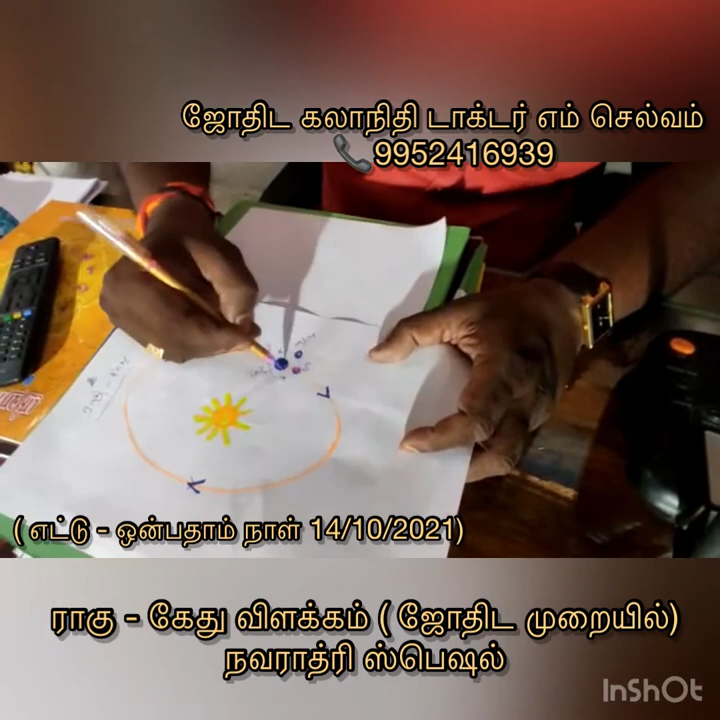 ஜோதிட கலாநிதி டாக்டர் எம் செல்வம்
📞9952416939
( எட்டு - ஒன்பதாம் நாள் 14/10/2021)
ராகு - கேது விளக்கம் ( ஜோதிட முறையில்)
நவராத்ரி ஸ்பெஷல்
InShOt